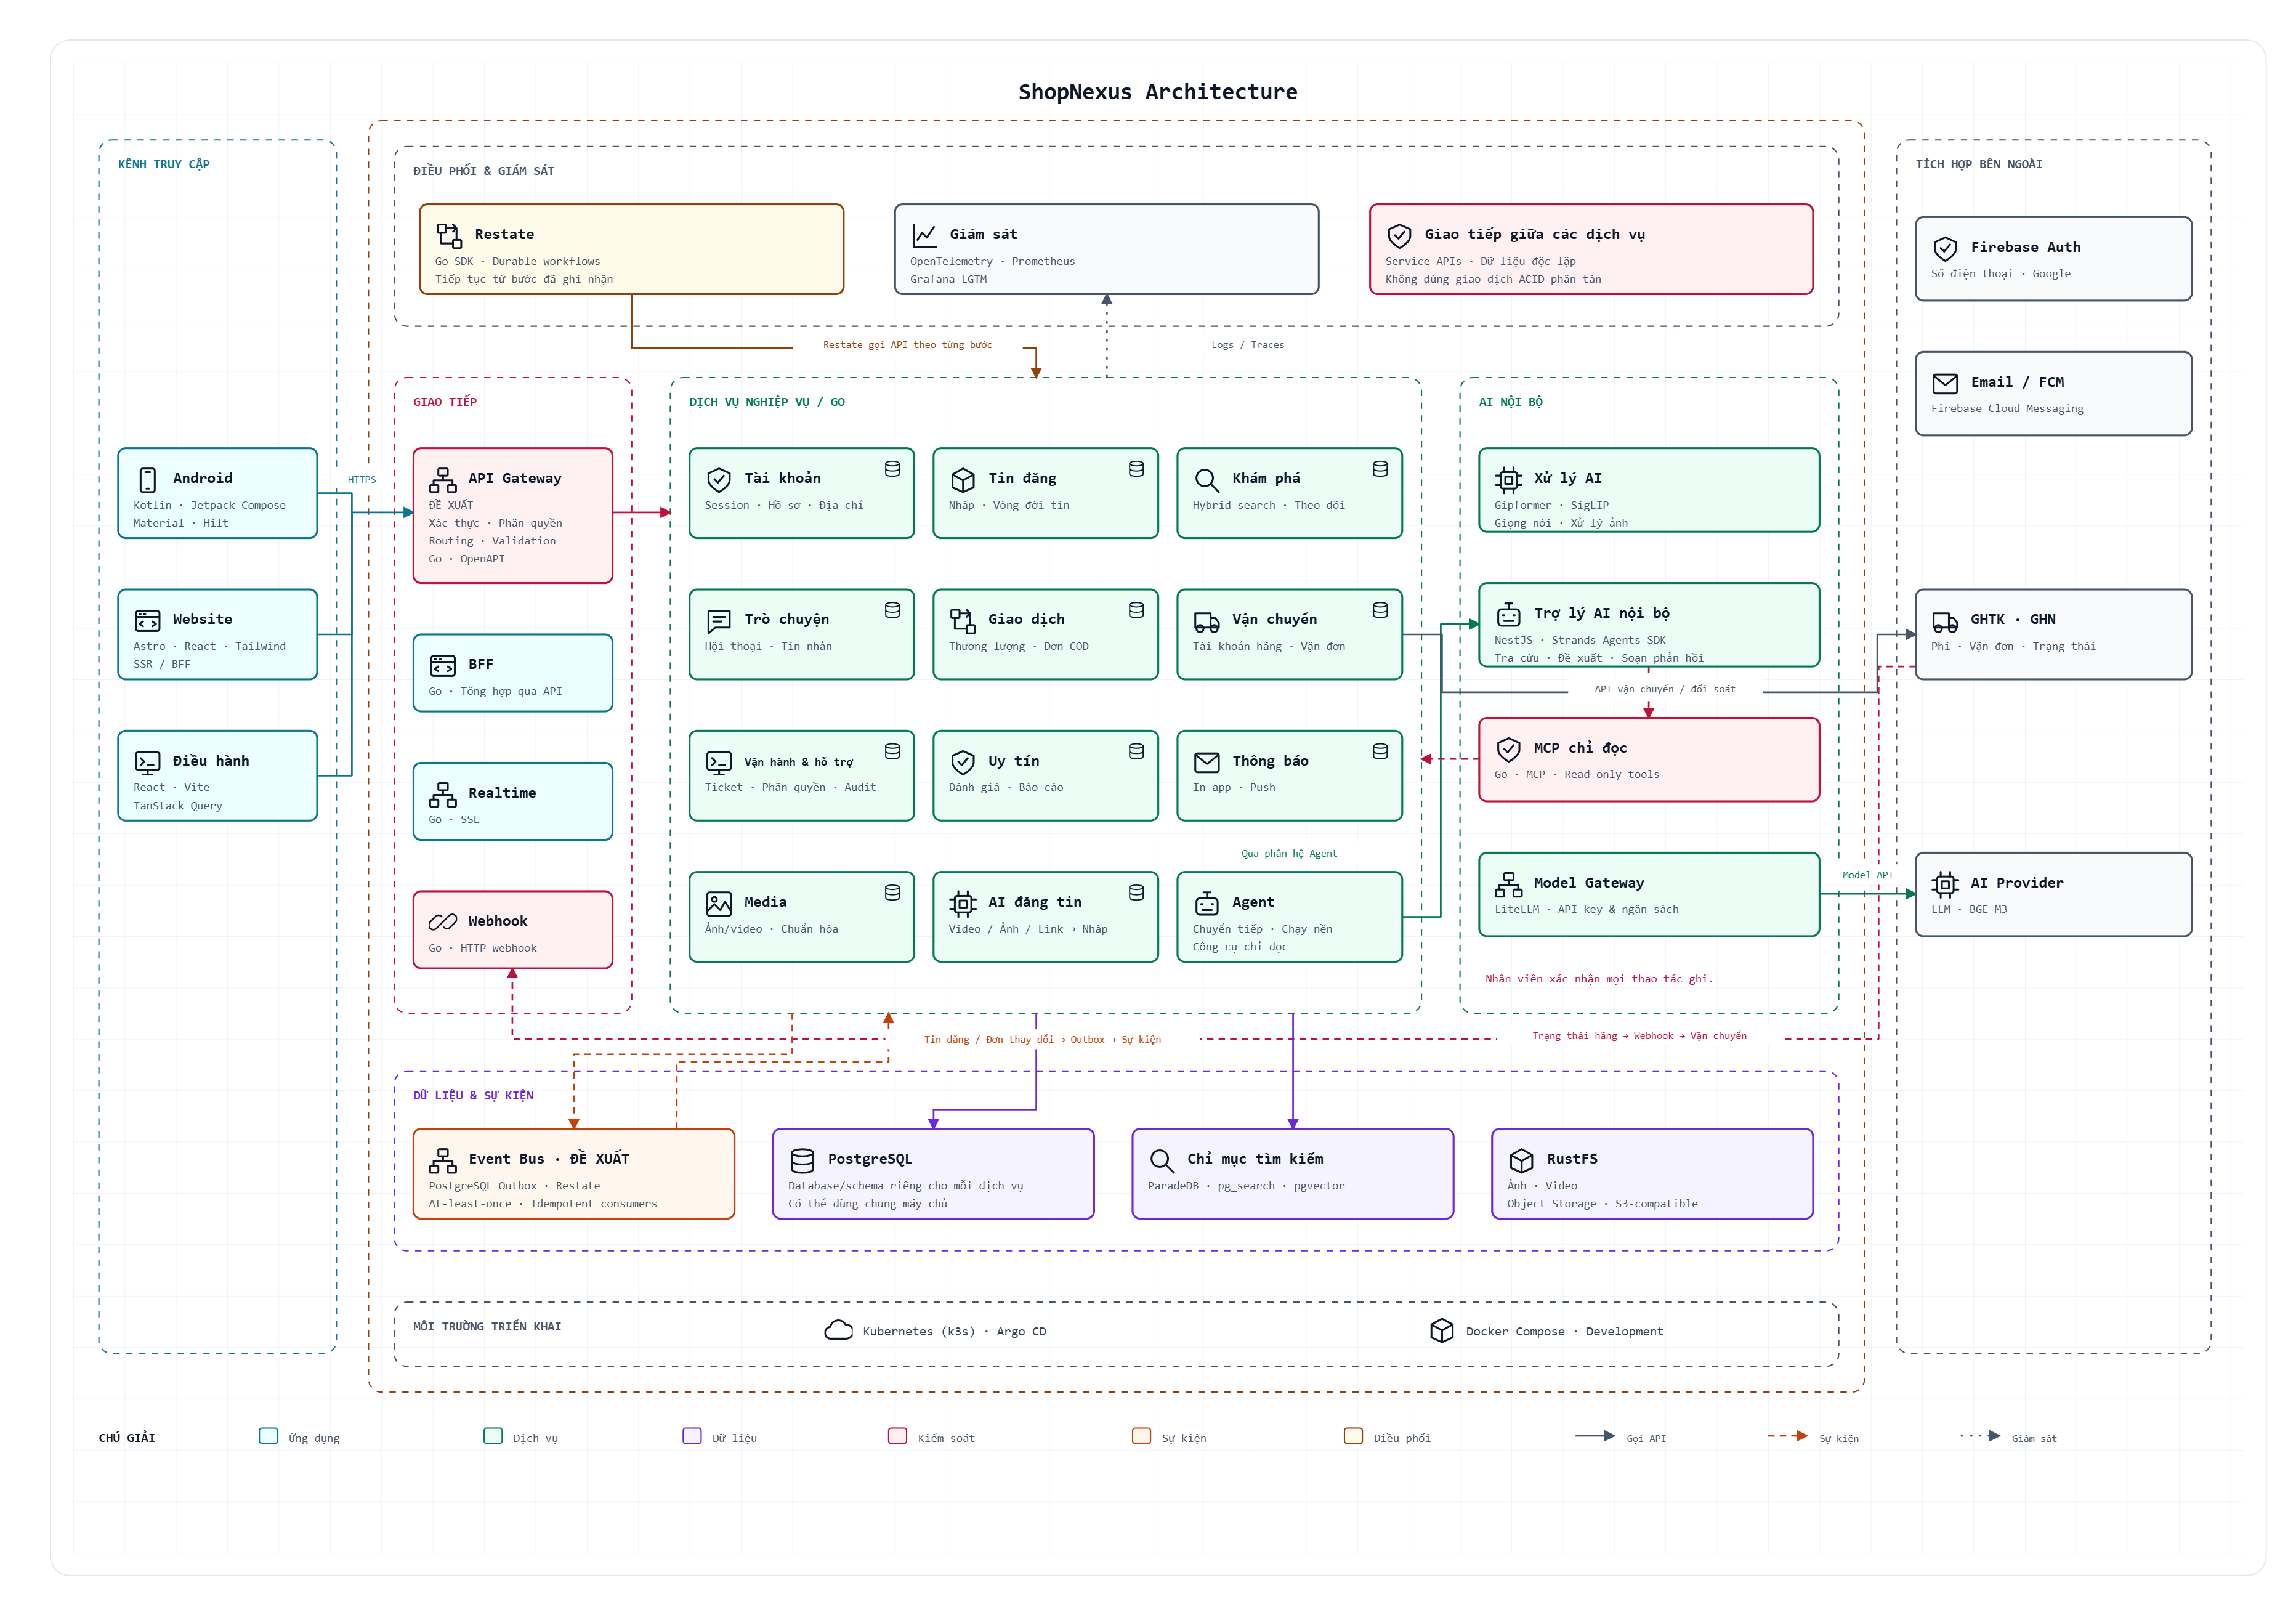 ShopNexus Architecture
KÊNH TRUY CẬP
Android
Kotlin · Jetpack Compose
Material · Hilt
Website
Astro · React · Tailwind
SSR / BFF
Điều hành
React · Vite
TanStack Query
HTTPS
ĐIỀU PHỐI & GIÁM SÁT
Restate
Go SDK · Durable workflows
Tiếp tục từ bước đã ghi nhận
Giám sát
OpenTelemetry · Prometheus
Grafana LGTM
Giao tiếp giữa các dịch vụ
Service APIs · Dữ liệu độc lập
Không dùng giao dịch ACID phân tán
Restate gọi API theo từng bước
Logs / Traces
GIAO TIẾP
API Gateway
ĐỀ XUẤT
Xác thực · Phân quyền
Routing · Validation
Go · OpenAPI
BFF
Go · Tổng hợp qua API
Realtime
Go · SSE
Webhook
Go · HTTP webhook
DỊCH VỤ NGHIỆP VỤ / GO
Tài khoản
Session · Hồ sơ · Địa chỉ
Tin đăng
Nháp · Vòng đời tin
Khám phá
Hybrid search · Theo dõi
Trò chuyện
Hội thoại · Tin nhắn
Giao dịch
Thương lượng · Đơn COD
Vận chuyển
Tài khoản hãng · Vận đơn
Vận hành & hỗ trợ
Ticket · Phân quyền · Audit
Uy tín
Đánh giá · Báo cáo
Thông báo
In-app · Push
Qua phân hệ Agent
Media
Ảnh/video · Chuẩn hóa
AI đăng tin
Video / Ảnh / Link → Nháp
Agent
Chuyển tiếp · Chạy nền
Công cụ chỉ đọc
AI NỘI BỘ
Xử lý AI
Gipformer · SigLIP
Giọng nói · Xử lý ảnh
Trợ lý AI nội bộ
NestJS · Strands Agents SDK
Tra cứu · Đề xuất · Soạn phản hồi
API vận chuyển / đối soát
MCP chỉ đọc
Go · MCP · Read-only tools
Model Gateway
LiteLLM · API key & ngân sách
Nhân viên xác nhận mọi thao tác ghi.
Model API
TÍCH HỢP BÊN NGOÀI
Firebase Auth
Số điện thoại · Google
Email / FCM
Firebase Cloud Messaging
GHTK · GHN
Phí · Vận đơn · Trạng thái
AI Provider
LLM · BGE-M3
Tin đăng / Đơn thay đổi → Outbox → Sự kiện
Trạng thái hãng → Webhook → Vận chuyển
DỮ LIỆU & SỰ KIỆN
Event Bus · ĐỀ XUẤT
PostgreSQL Outbox · Restate
At-least-once · Idempotent consumers
PostgreSQL
Database/schema riêng cho mỗi dịch vụ
Có thể dùng chung máy chủ
Chỉ mục tìm kiếm
ParadeDB · pg_search · pgvector
RustFS
Ảnh · Video
Object Storage · S3-compatible
MÔI TRƯỜNG TRIỂN KHAI
Kubernetes (k3s) · Argo CD
Docker Compose · Development
CHÚ GIẢI
Ứng dụng
Dịch vụ
Dữ liệu
Kiểm soát
Sự kiện
Điều phối
Gọi API
Sự kiện
Giám sát